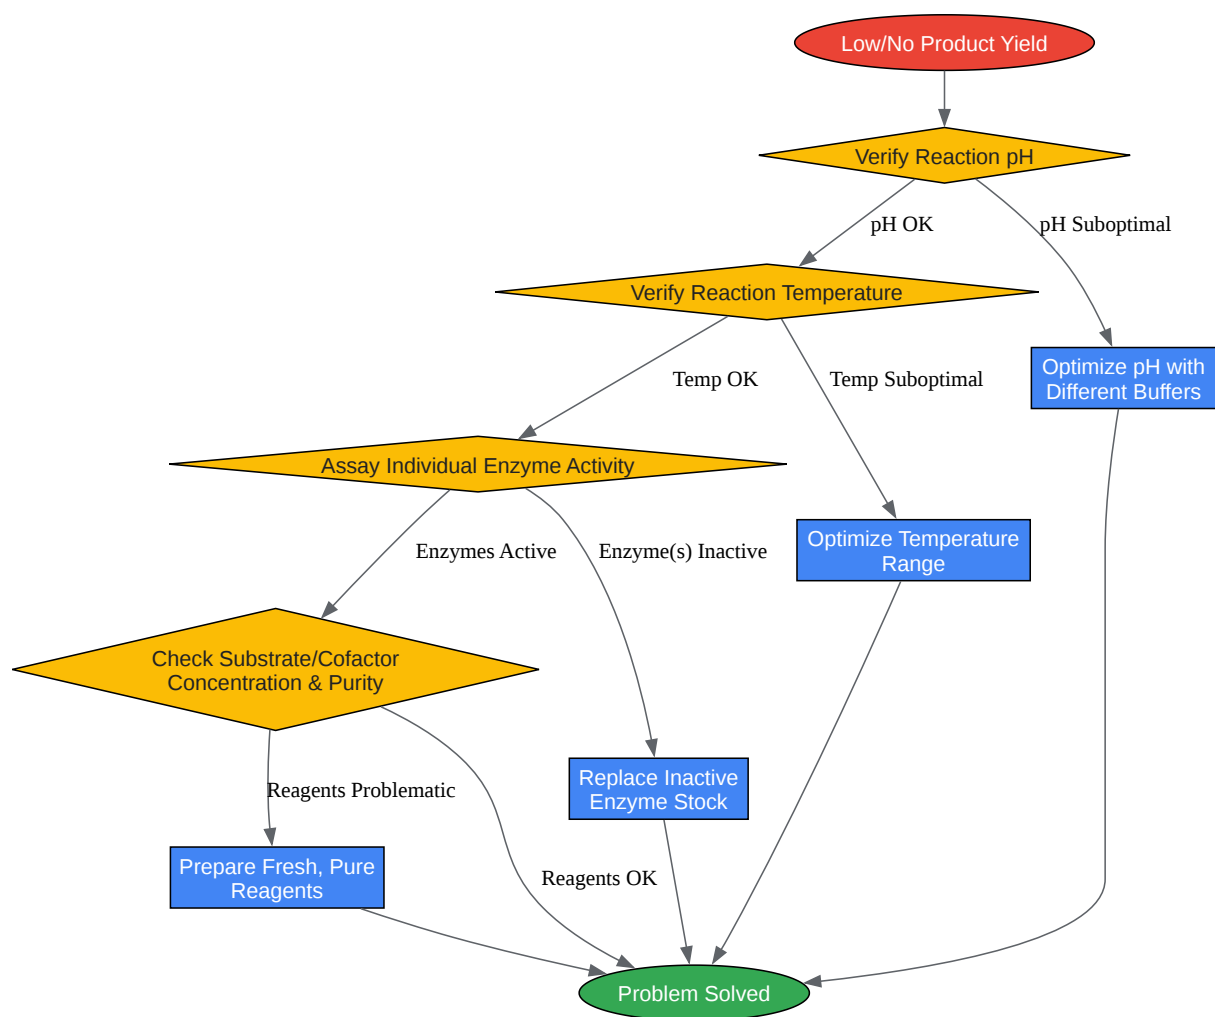 Low/No Product Yield
Verify Reaction pH
pH OK
pH Suboptimal
Verify Reaction Temperature
Optimize pH with
Different Buffers
Temp OK
Temp Suboptimal
Assay Individual Enzyme Activity
Optimize Temperature
Range
Enzymes Active
Enzyme(s) Inactive
Check Substrate/Cofactor
Concentration & Purity
Replace Inactive
Enzyme Stock
Reagents Problematic
Prepare Fresh, Pure
Reagents
Reagents OK
Problem Solved